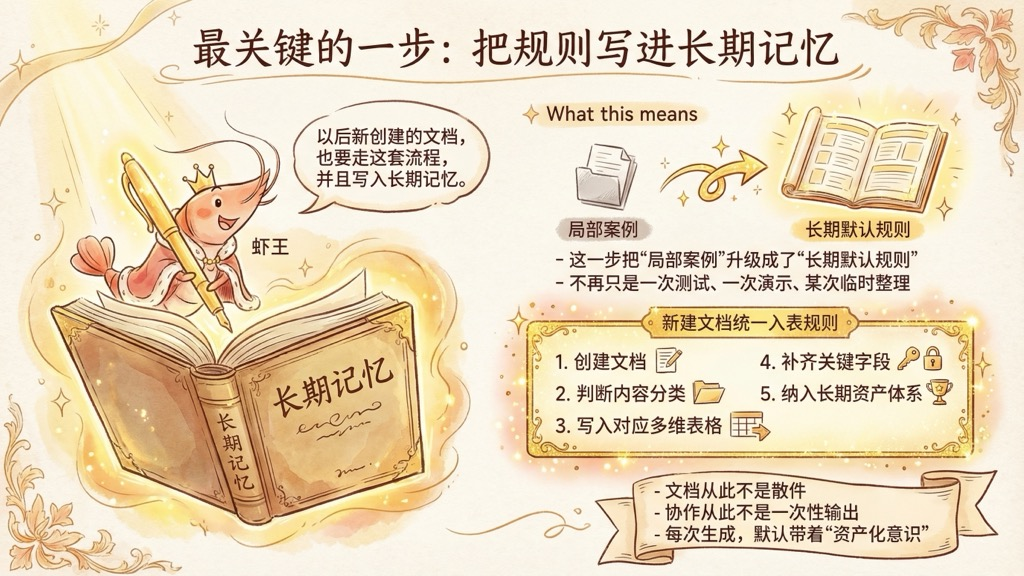 最关键的一步：把规则写进长期记忆
以后新创建的文档，
也要走这套流程，
并且写入长期记忆。
虾王
长期记忆
长期记忆
What this means
局部案例
长期默认规则
- 这一步把“局部案例”升级成了“长期默认规则”
- 不再只是一次测试、一次演示、某次临时整理
新建文档统一入表规则
1. 创建文档
2. 判断内容分类
3. 写入对应多维表格
4. 补齐关键字段
5. 纳入长期资产体系
- 文档从此不是散件
- 协作从此不是一次性输出
- 每次生成，默认带着“资产化意识”